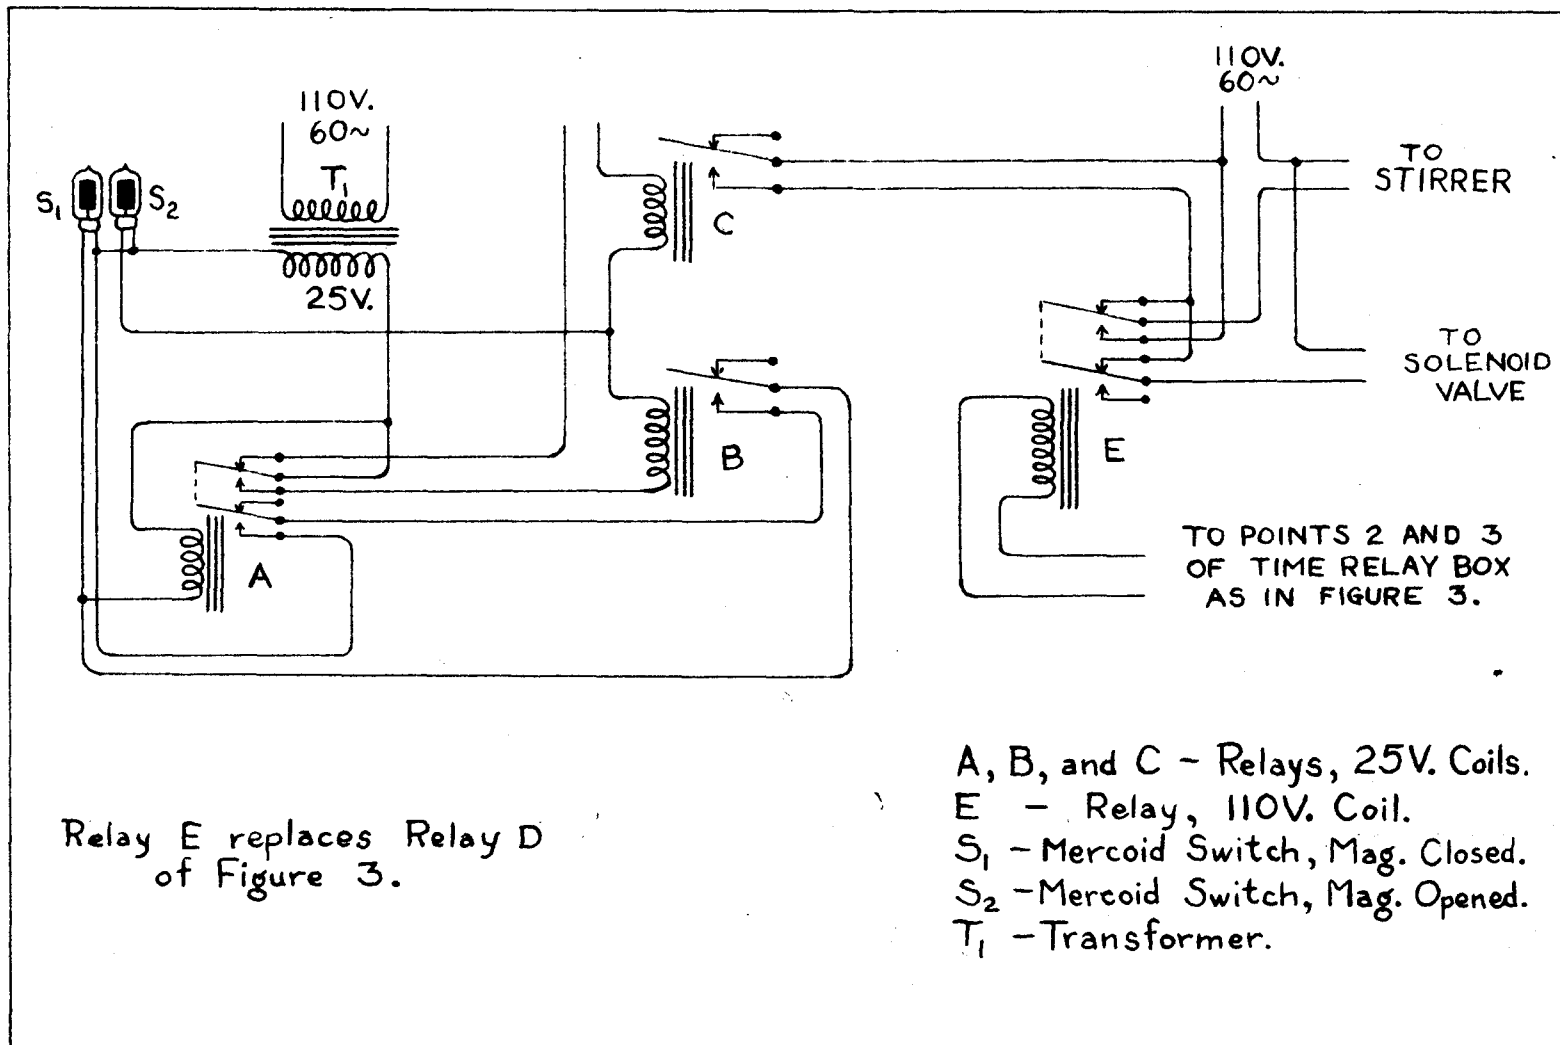 110V.
60~
T₁
25V.
S₁
S₂
A
B
C
110V.
60~
TO
STIRRER
TO
SOLENOID
VALVE
E
TO POINTS 2 AND 3
OF TIME RELAY BOX
AS IN FIGURE 3.
Relay E replaces Relay D
of Figure 3.
A, B, and C - Relays, 25V. Coils.
E - Relay, 110V. Coil.
S₁ - Mercoid Switch, Mag. Closed.
S₂ - Mercoid Switch, Mag. Opened.
T₁ - Transformer.